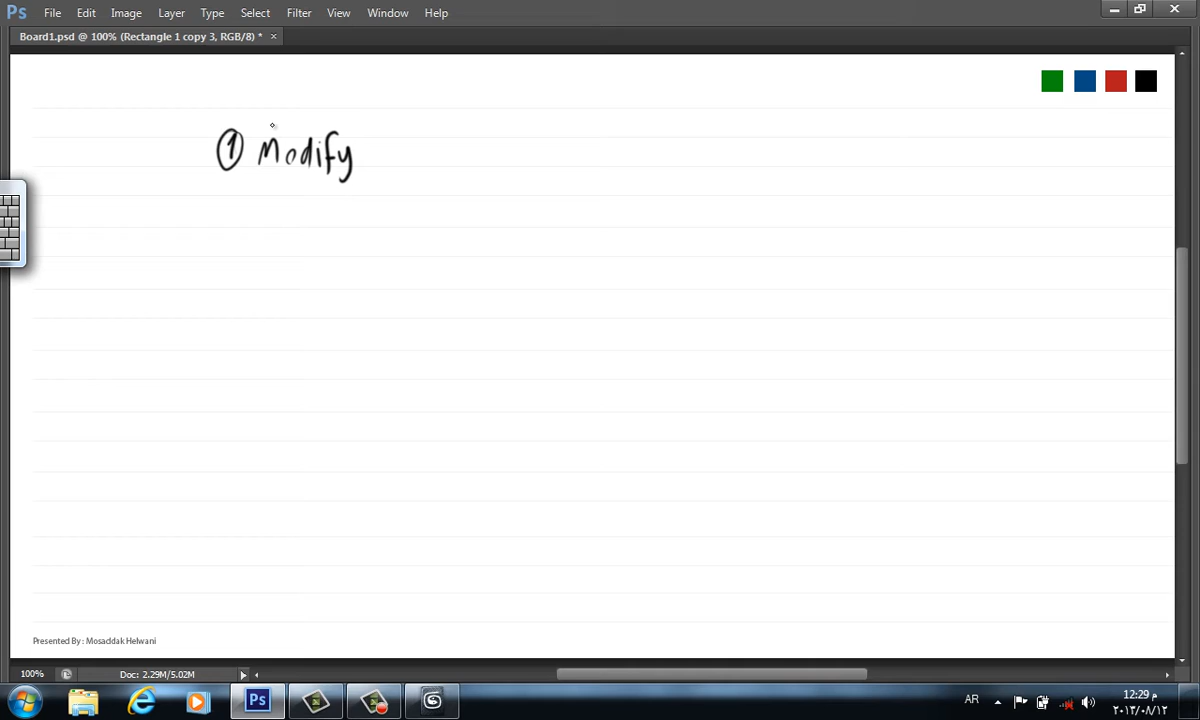 Ps File Edit Image Layer Type Select Filter View Window Help
Board1.psd @ 100% (Rectangle 1 copy 3, RGB/8) * ×
① Modify
Presented By : Mosaddak Helwani
100% Doc: 2.29M/5.02M
Ps AR 12:29 م
٢٠١٣/٠٨/١٢